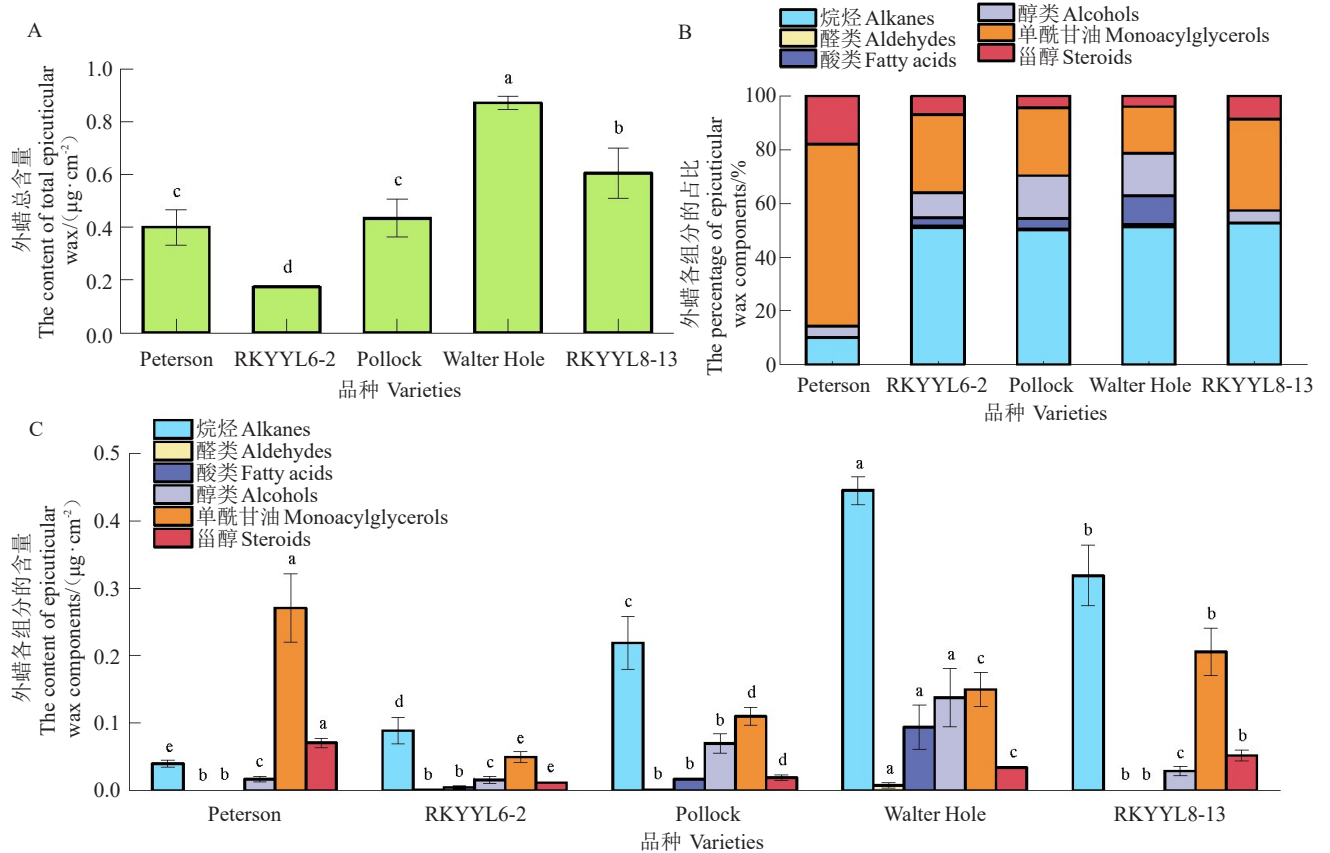 A
外蜡总含量
The content of total epicuticular
wax/(μg·cm-2)
1.0
0.8
0.6
0.4
0.2
0.0
c
d
c
a
b
Peterson RKYYL6-2 Pollock Walter Hole RKYYL8-13
品种 Varieties
B
烷烃 Alkanes
醛类 Aldehydes
酸类 Fatty acids
醇类 Alcohols
单酰甘油 Monoacylglycerols
甾醇 Steroids
外蜡各组分的占比
The percentage of epicuticular
wax components/%
100
80
60
40
20
0
Peterson RKYYL6-2 Pollock Walter Hole RKYYL8-13
品种 Varieties
C
烷烃 Alkanes
醛类 Aldehydes
酸类 Fatty acids
醇类 Alcohols
单酰甘油 Monoacylglycerols
甾醇 Steroids
外蜡各组分的含量
The content of epicuticular
wax components/(μg·cm-2)
0.5
0.4
0.3
0.2
0.1
0.0
e b b c a a
d b b c e e
c b b b d d
a a a a c c
b b b c b b
Peterson RKYYL6-2 Pollock Walter Hole RKYYL8-13
品种 Varieties